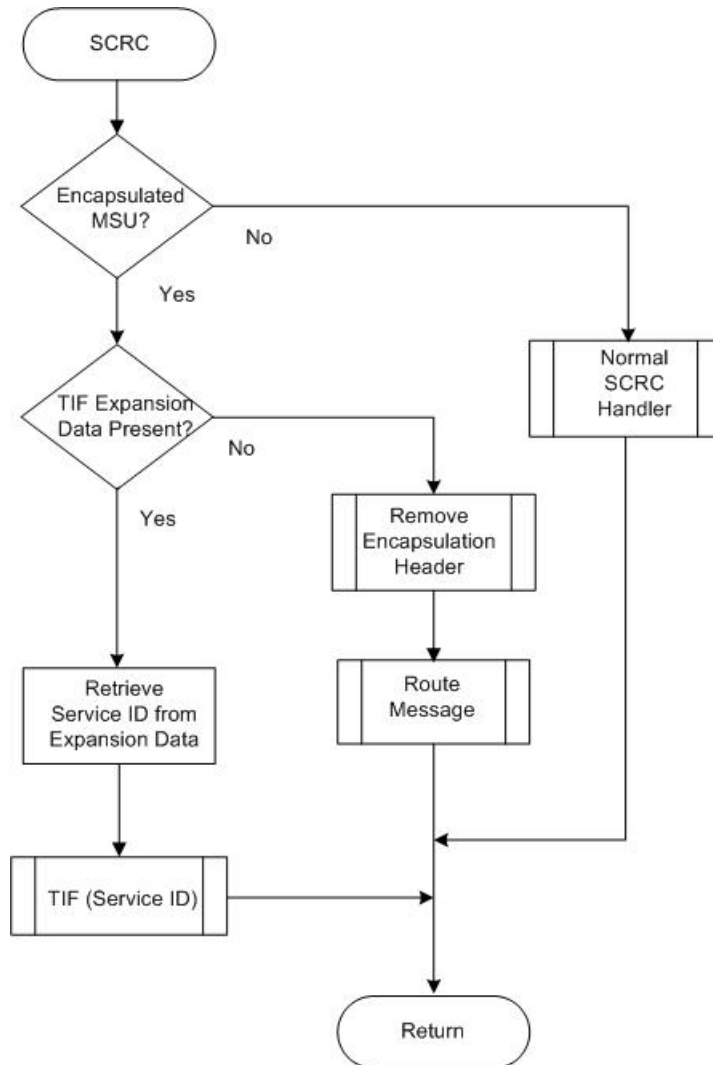 SCRC
Encapsulated
MSU?
No
Yes
Normal
SCRC
Handler
TIF Expansion
Data Present?
No
Yes
Remove
Encapsulation
Header
Retrieve
Service ID from
Expansion Data
Route
Message
TIF (Service ID)
Return